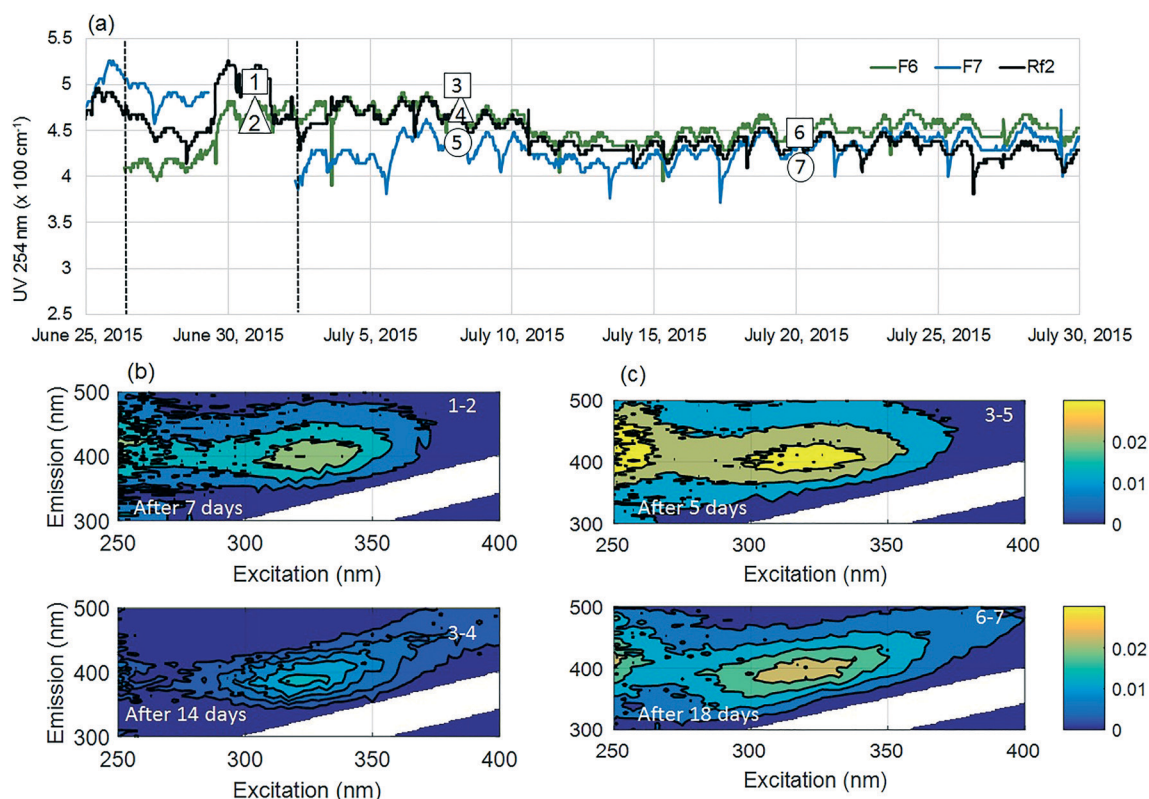 (a)
UV 254 nm (x 100 cm⁻¹)
5.5
5
4.5
4
3.5
3
2.5
F6 F7 Rf2
1
2
3
4
5
6
7
June 25, 2015 June 30, 2015 July 5, 2015 July 10, 2015 July 15, 2015 July 20, 2015 July 25, 2015 July 30, 2015
(b)
Emission (nm)
500
400
300
1-2
After 7 days
250 300 350 400
Excitation (nm)
(c)
500
400
300
3-5
After 5 days
250 300 350 400
Excitation (nm)
0.02
0.01
0
Emission (nm)
500
400
300
3-4
After 14 days
250 300 350 400
Excitation (nm)
500
400
300
6-7
After 18 days
250 300 350 400
Excitation (nm)
0.02
0.01
0